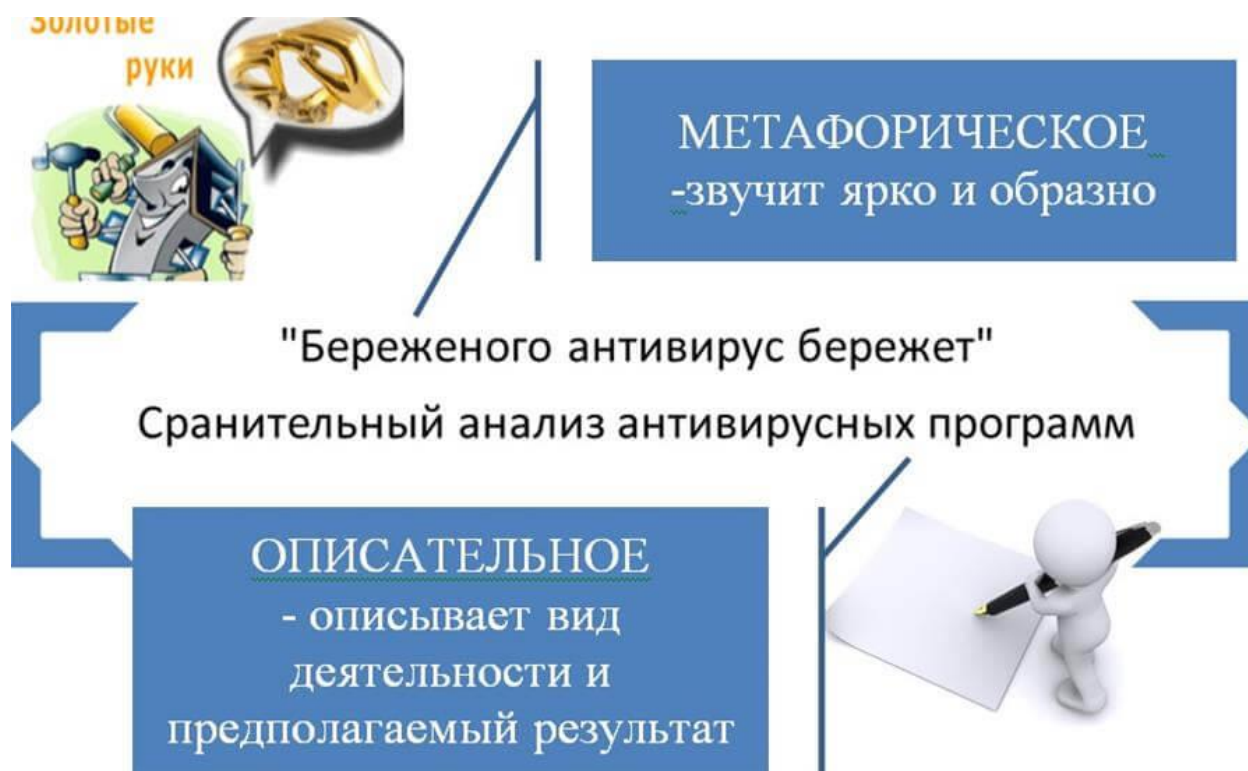 Золотые
руки
МЕТАФОРИЧЕСКОЕ
-звучит ярко и образно
"Береженого антивирус бережет"
Сранительный анализ антивирусных программ
ОПИСАТЕЛЬНОЕ
- описывает вид
деятельности и
предполагаемый результат